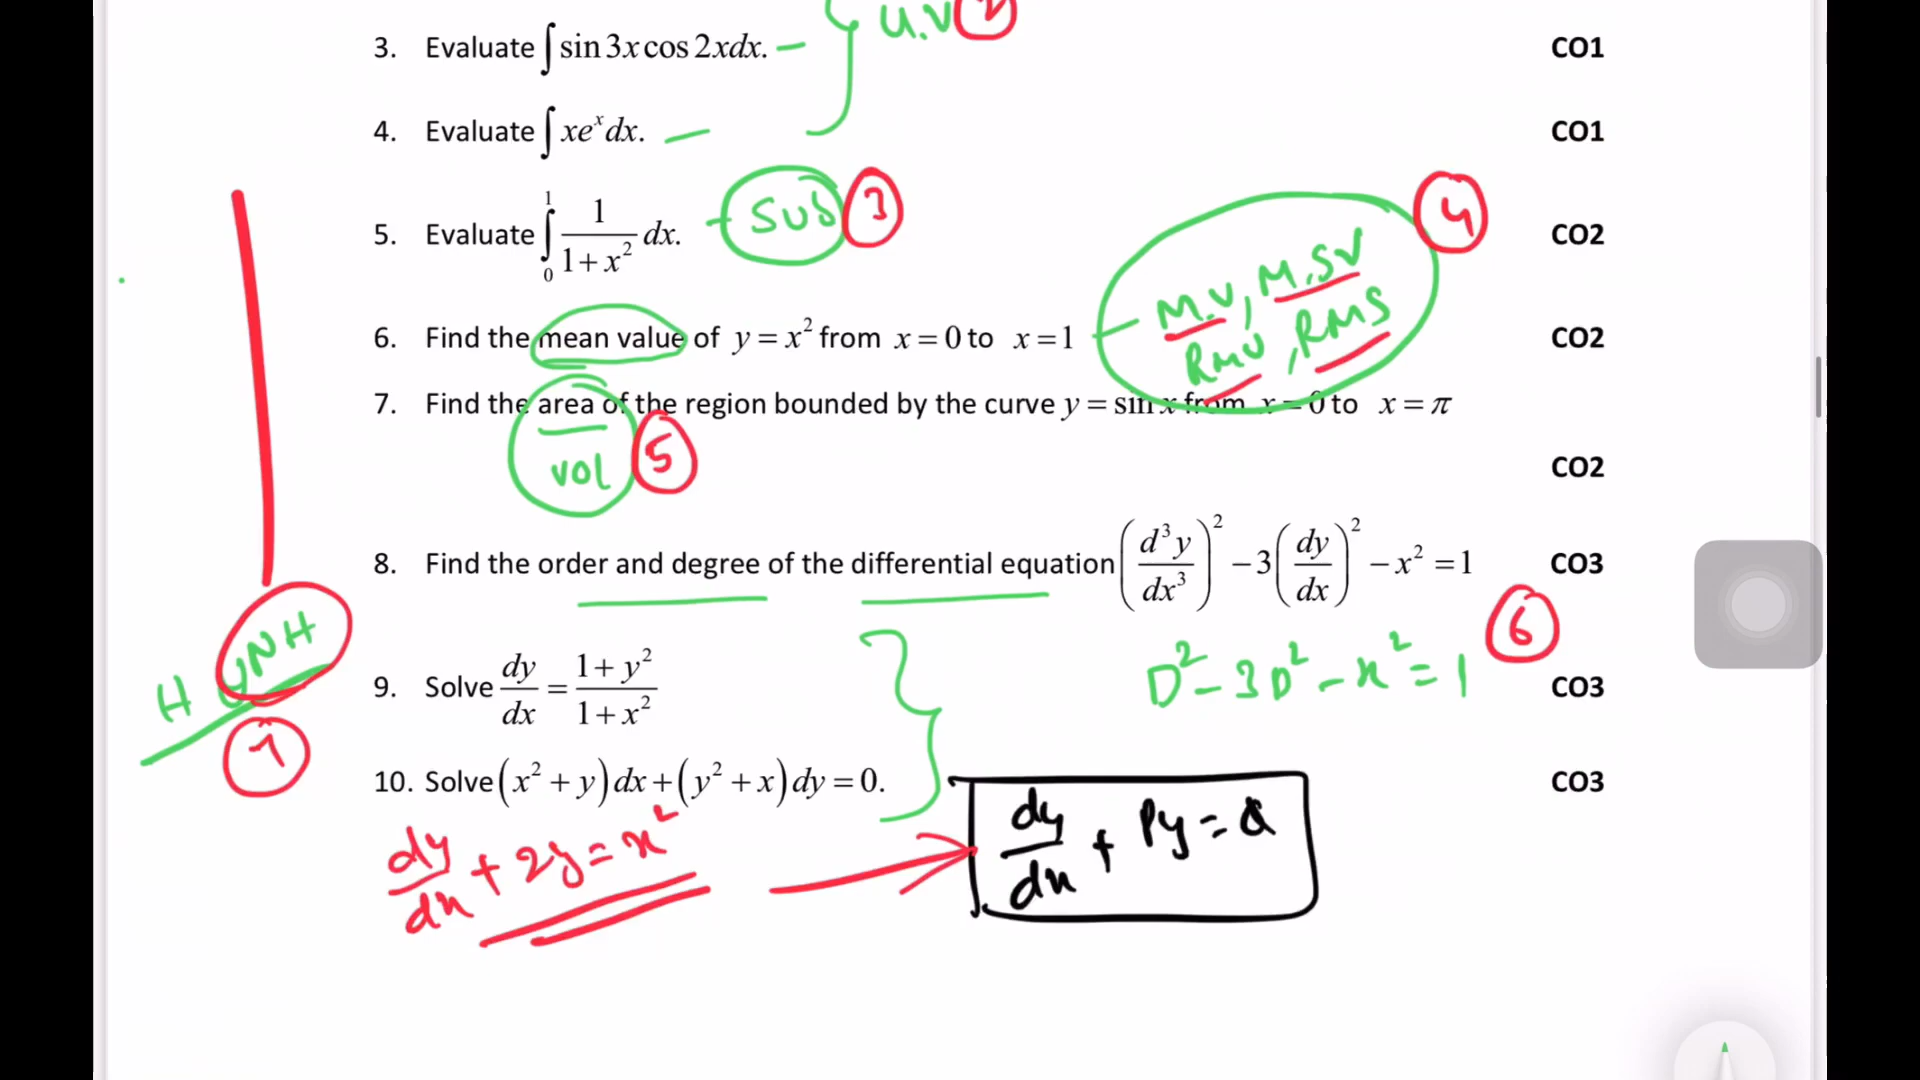 u.v 2
3. Evaluate ∫ sin 3x cos 2x dx. CO1
4. Evaluate ∫ xe^x dx. CO1
5. Evaluate ∫₀¹ 1/(1+x²) dx. CO2
SUB 3
4
M.V, M.SV
RMV, RMS
6. Find the mean value of y = x² from x = 0 to x = 1 CO2
7. Find the area of the region bounded by the curve y = sin x from x = 0 to x = π
CO2
vol 5
8. Find the order and degree of the differential equation (d³y/dx³)² − 3(dy/dx)² − x² = 1 CO3
6
D² − 3D² − x² = 1
H UNH
7
9. Solve dy/dx = (1+y²)/(1+x²) CO3
10. Solve (x² + y)dx + (y² + x)dy = 0. CO3
dy/dx + 2y = x²
dy/dx + Py = Q